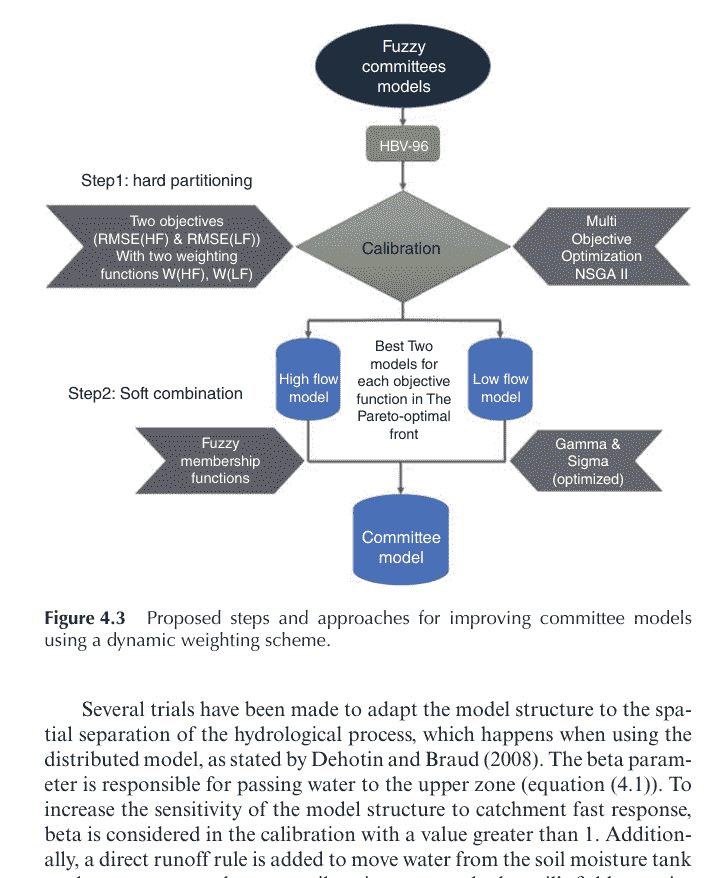 Fuzzy
committees
models
HBV-96
Step1: hard partitioning
Two objectives
(RMSE(HF) & RMSE(LF))
With two weighting
functions W(HF), W(LF)
Calibration
Multi
Objective
Optimization
NSGA II
High flow
model
Best Two
models for
each objective
function in The
Pareto-optimal
front
Low flow
model
Step2: Soft combination
Fuzzy
membership
functions
Gamma &
Sigma
(optimized)
Committee
model
Figure 4.3 Proposed steps and approaches for improving committee models
using a dynamic weighting scheme.
Several trials have been made to adapt the model structure to the spa-
tial separation of the hydrological process, which happens when using the
distributed model, as stated by Dehotin and Braud (2008). The beta param-
eter is responsible for passing water to the upper zone (equation (4.1)). To
increase the sensitivity of the model structure to catchment fast response,
beta is considered in the calibration with a value greater than 1. Addition-
ally, a direct runoff rule is added to move water from the soil moisture tank